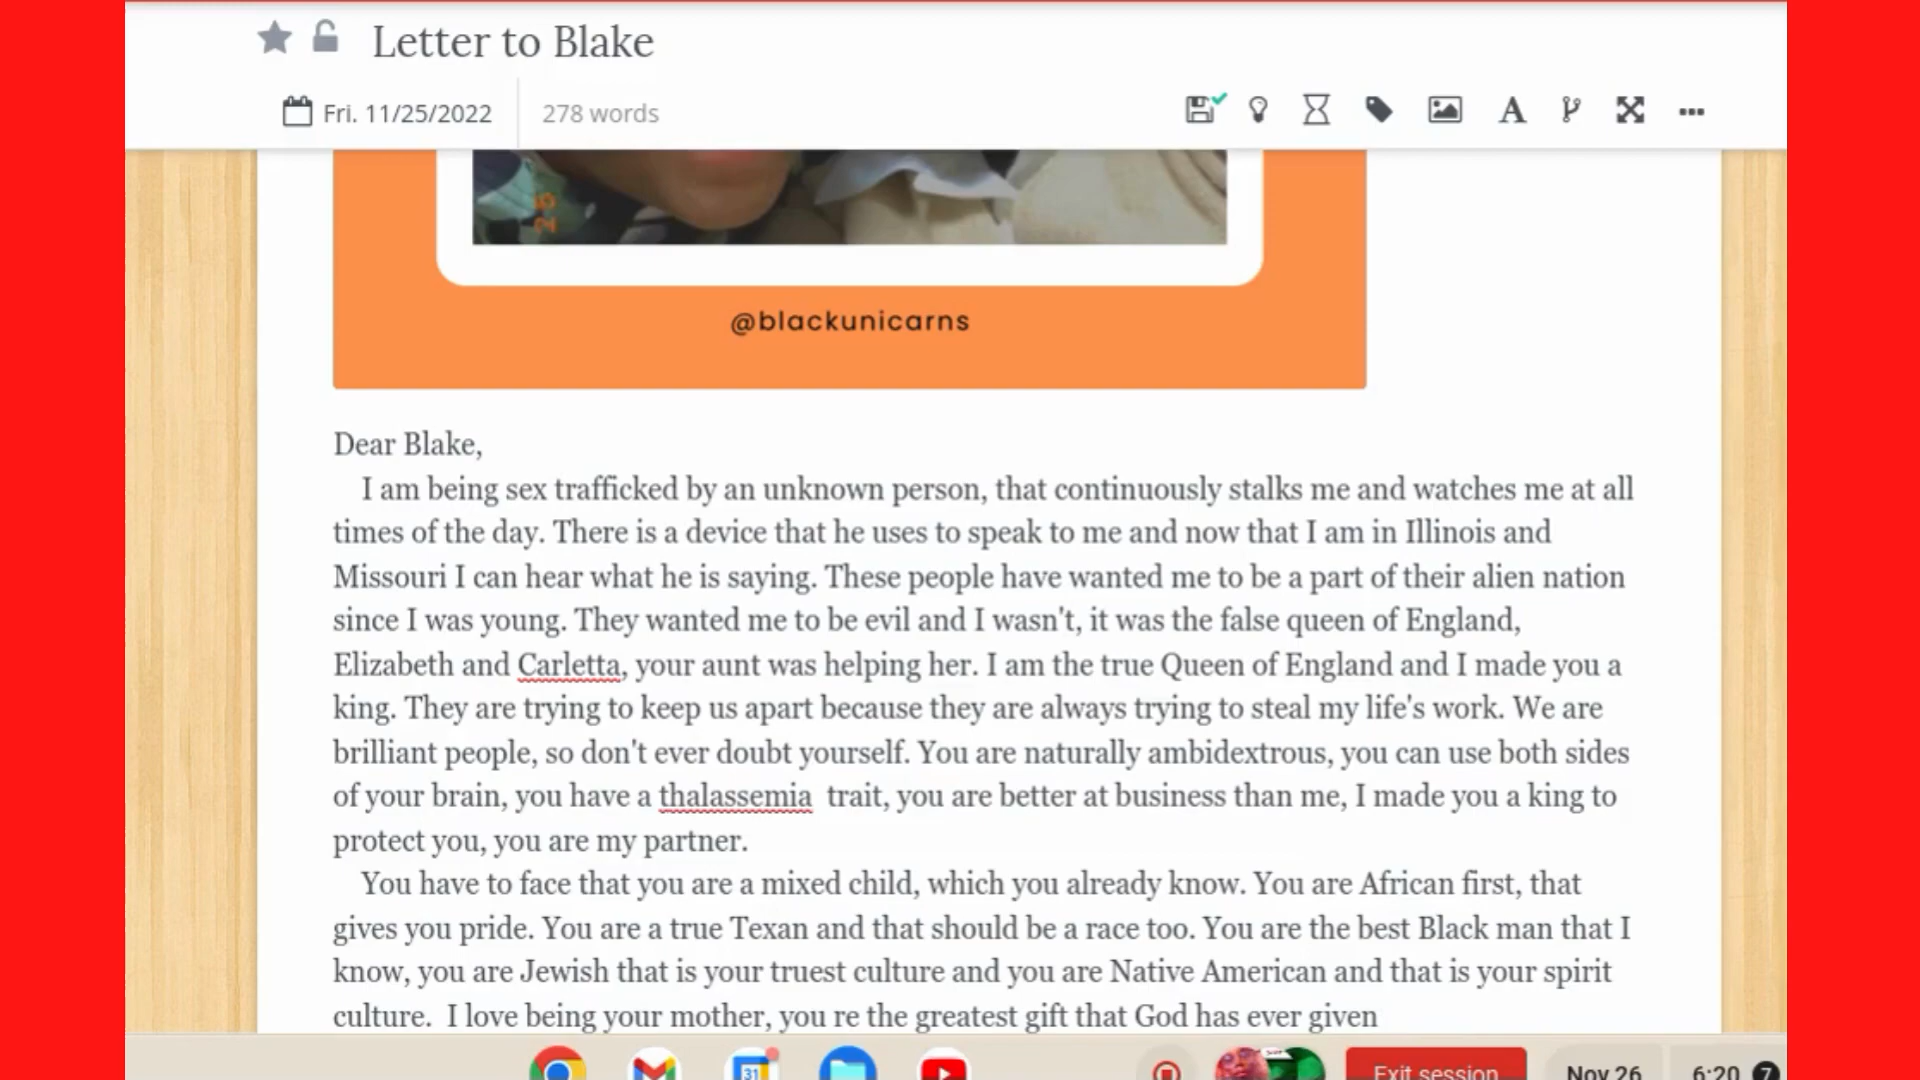 Letter to Blake
Fri. 11/25/2022 278 words
@blackunicarns
Dear Blake,
I am being sex trafficked by an unknown person, that continuously stalks me and watches me at all
times of the day. There is a device that he uses to speak to me and now that I am in Illinois and
Missouri I can hear what he is saying. These people have wanted me to be a part of their alien nation
since I was young. They wanted me to be evil and I wasn't, it was the false queen of England,
Elizabeth and Carletta, your aunt was helping her. I am the true Queen of England and I made you a
king. They are trying to keep us apart because they are always trying to steal my life's work. We are
brilliant people, so don't ever doubt yourself. You are naturally ambidextrous, you can use both sides
of your brain, you have a thalassemia  trait, you are better at business than me, I made you a king to
protect you, you are my partner.
You have to face that you are a mixed child, which you already know. You are African first, that
gives you pride. You are a true Texan and that should be a race too. You are the best Black man that I
know, you are Jewish that is your truest culture and you are Native American and that is your spirit
culture.  I love being your mother, you re the greatest gift that God has ever given
31 Exit session Nov 26 6:20 7